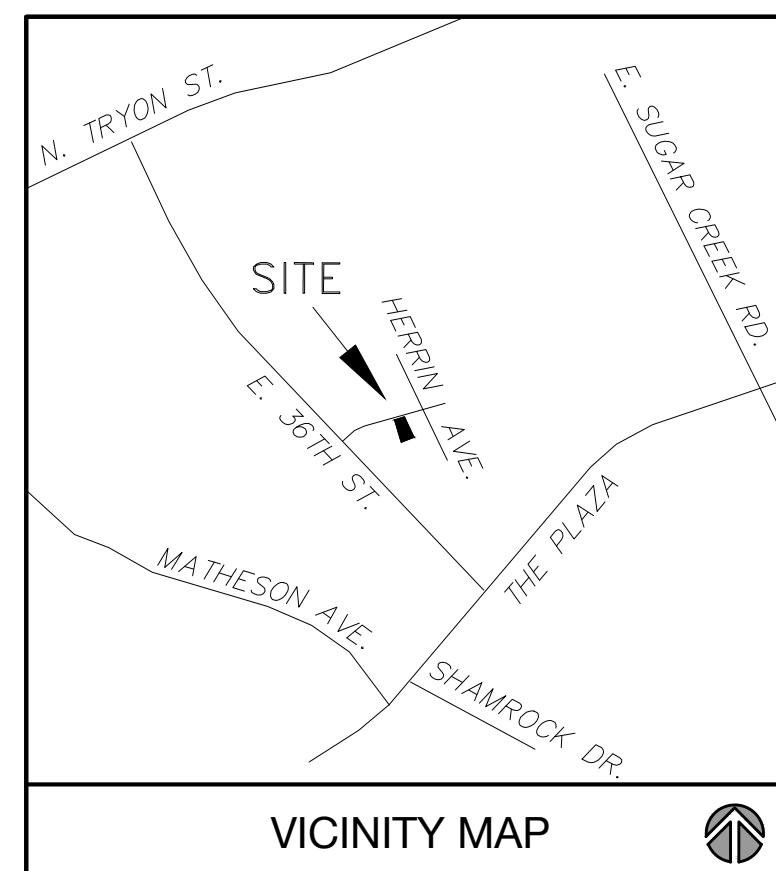 N. TRYON ST.
E. SUGAR CREEK RD.
SITE
HERRIN AVE.
E. 36TH ST.
THE PLAZA
MATHESON AVE.
SHAMROCK DR.
VICINITY MAP